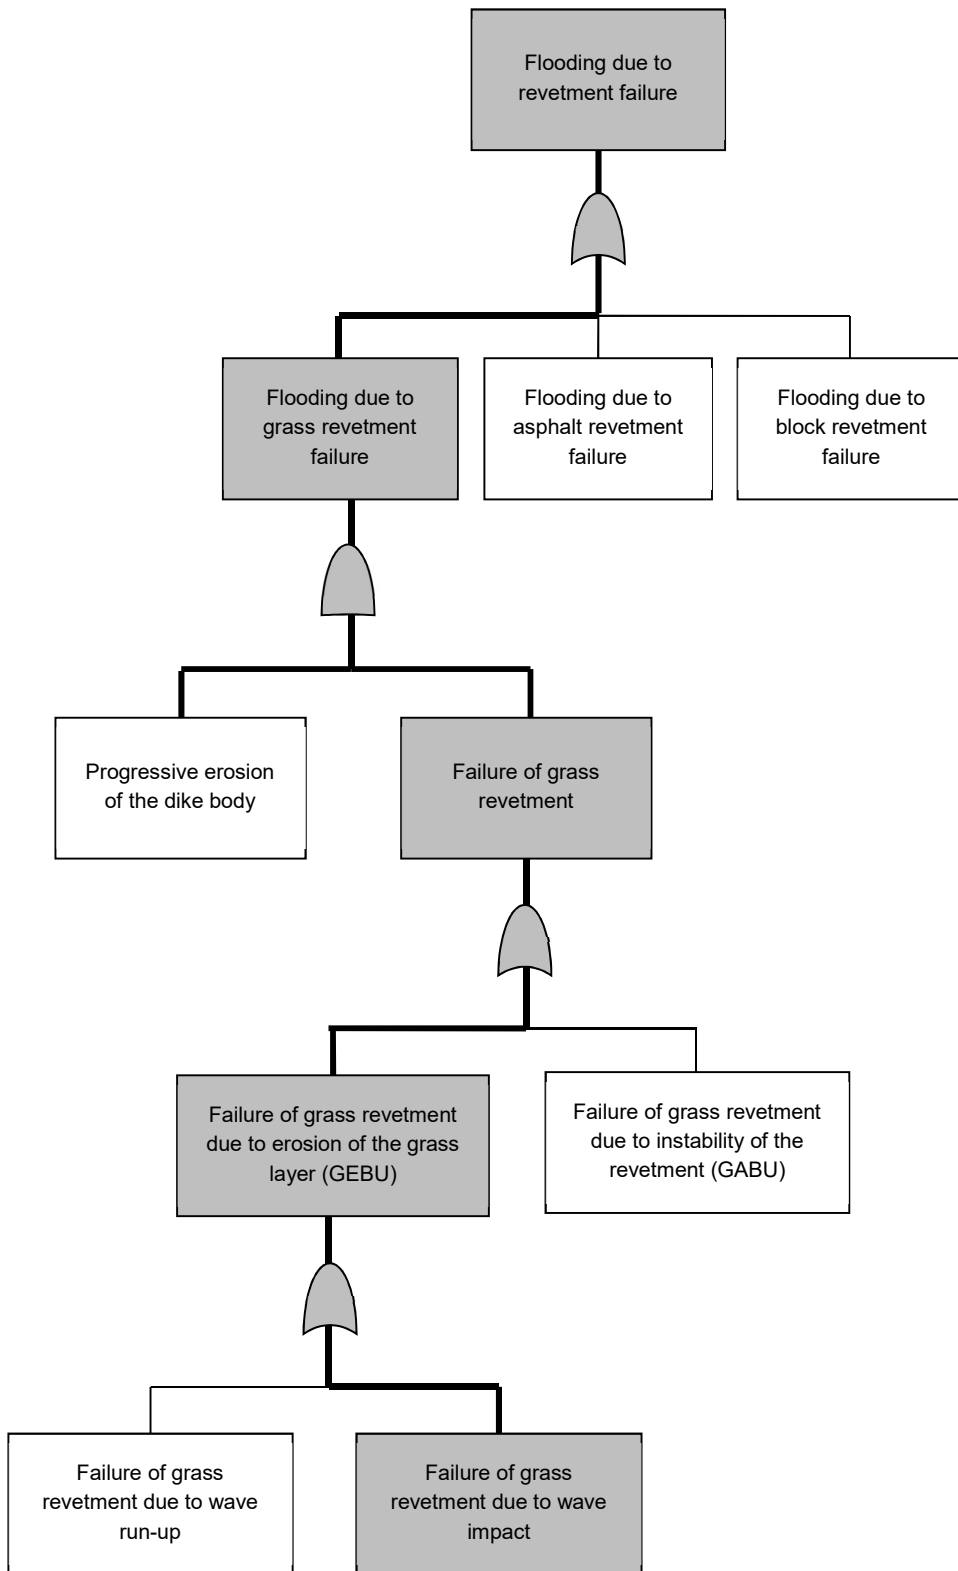 Flooding due to
revetment failure
Flooding due to
grass revetment
failure
Flooding due to
asphalt revetment
failure
Flooding due to
block revetment
failure
Progressive erosion
of the dike body
Failure of grass
revetment
Failure of grass revetment
due to erosion of the grass
layer (GEBU)
Failure of grass revetment
due to instability of the
revetment (GABU)
Failure of grass
revetment due to wave
run-up
Failure of grass
revetment due to wave
impact